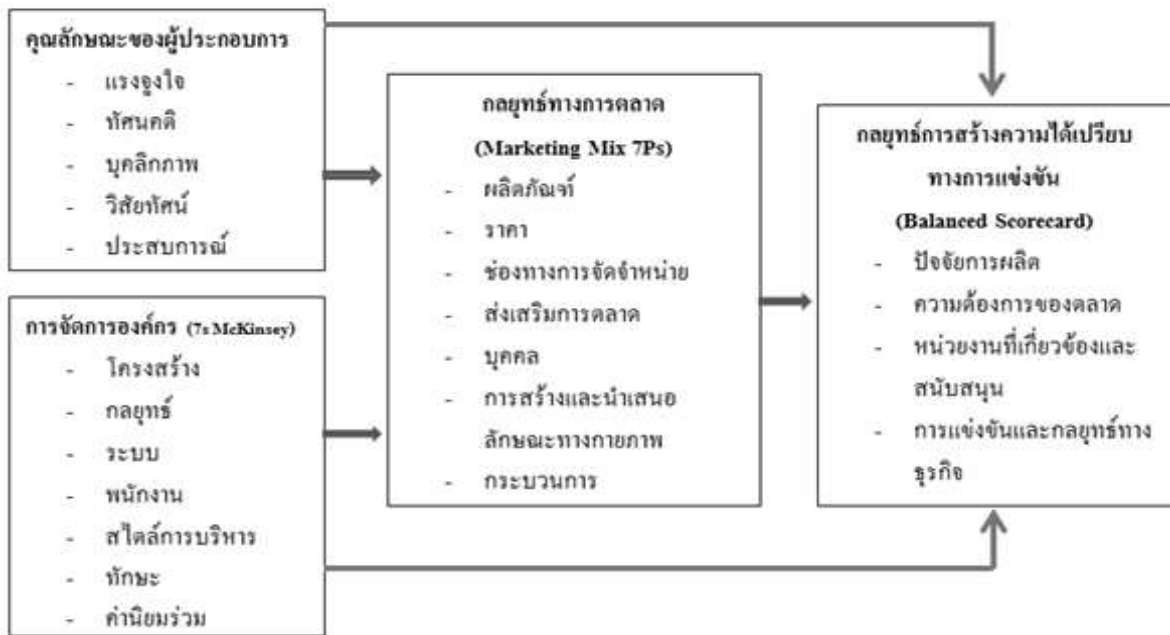 คุณลักษณะของผู้ประกอบการ
- แรงจูงใจ
- ทัศนคติ
- บุคลิกภาพ
- วิสัยทัศน์
- ประสบการณ์
การจัดการองค์กร (7s McKinsey)
- โครงสร้าง
- กลยุทธ์
- ระบบ
- พนักงาน
- สไตล์การบริหาร
- ทักษะ
- ค่านิยมร่วม
กลยุทธ์ทางการตลาด
(Marketing Mix 7Ps)
- ผลิตภัณฑ์
- ราคา
- ช่องทางการจัดจำหน่าย
- ส่งเสริมการตลาด
- บุคคล
- การสร้างและนำเสนอ
ลักษณะทางกายภาพ
- กระบวนการ
กลยุทธ์การสร้างความได้เปรียบ
ทางการแข่งขัน
(Balanced Scorecard)
- ปัจจัยการผลิต
- ความต้องการของตลาด
- หน่วยงานที่เกี่ยวข้องและ
สนับสนุน
- การแข่งขันและกลยุทธ์ทาง
ธุรกิจ